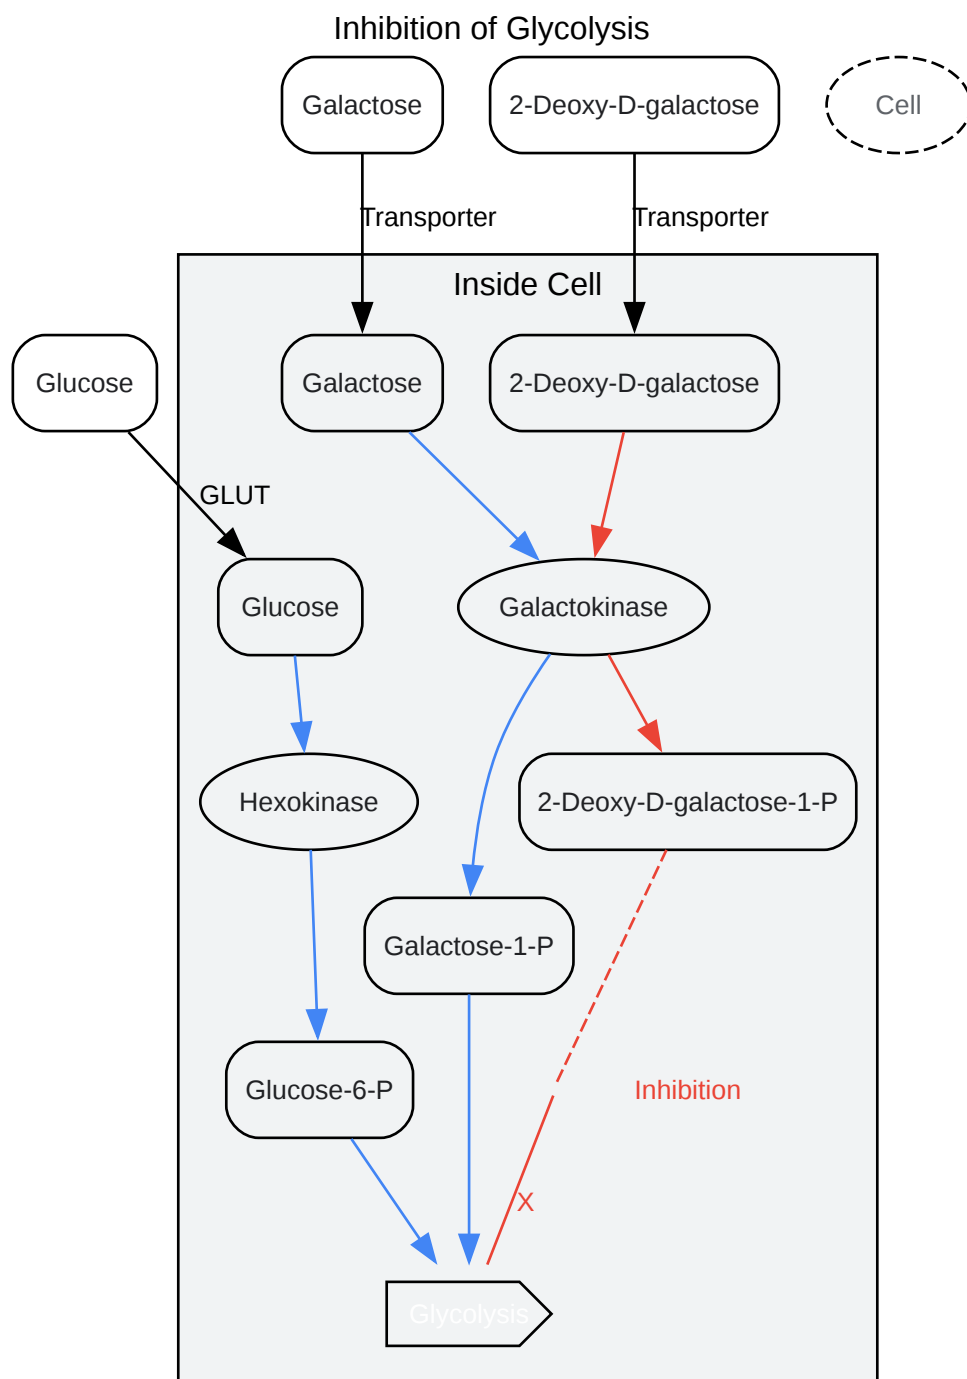 Inhibition of Glycolysis
Galactose
2-Deoxy-D-galactose
Cell
Transporter
Transporter
Inside Cell
Glucose
Galactose
2-Deoxy-D-galactose
GLUT
Glucose
Galactokinase
Hexokinase
2-Deoxy-D-galactose-1-P
Galactose-1-P
Glucose-6-P
Inhibition
X
Glycolysis